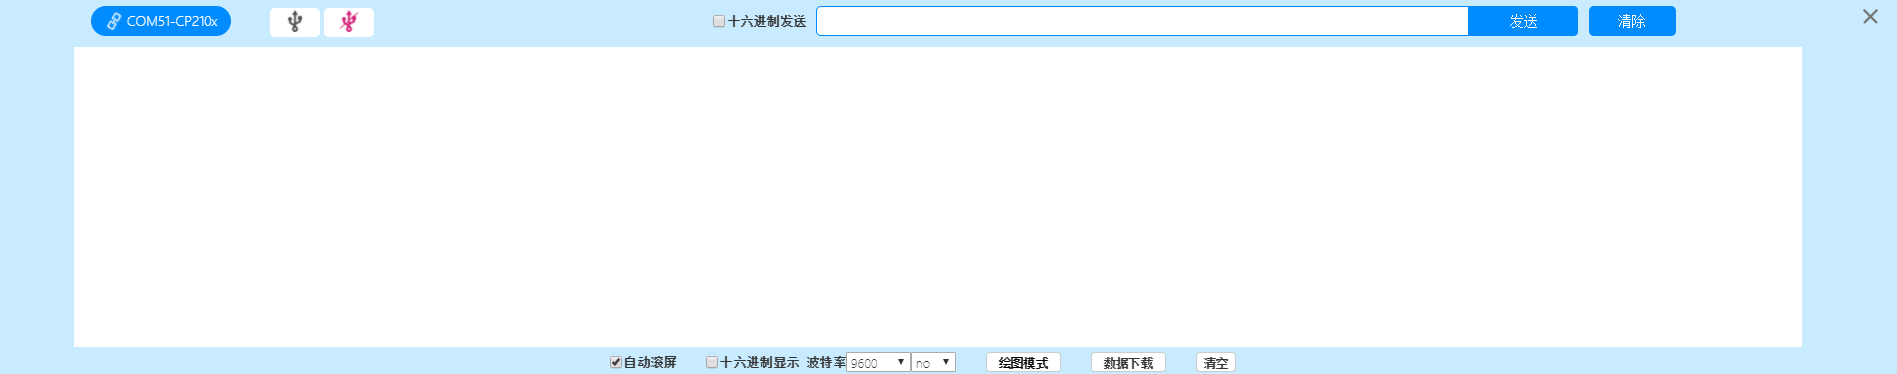 COM51-CP210x 十六进制发送 发送 清除
自动滚屏 十六进制显示 波特率 9600 no 绘图模式 数据下载 清空